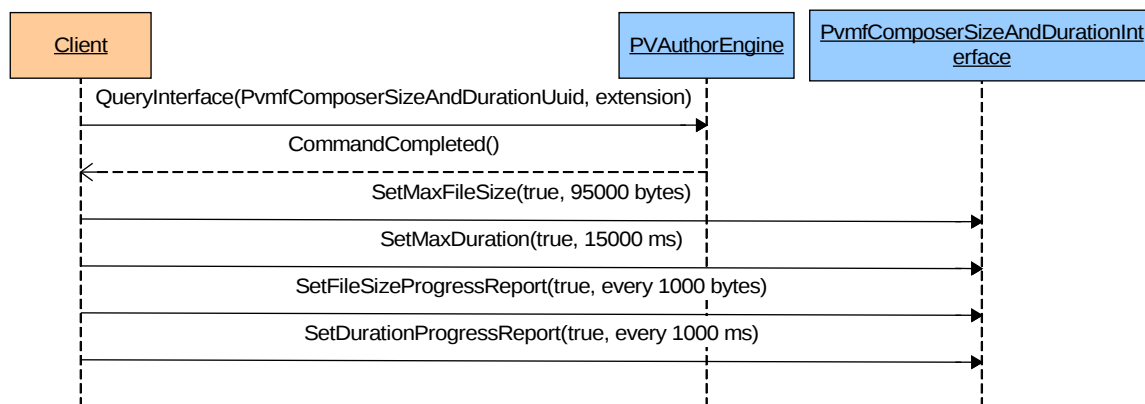 Client
PVAuthorEngine
PvmfComposerSizeAndDurationInt
erface
QueryInterface(PvmfComposerSizeAndDurationUuid, extension)
CommandCompleted()
SetMaxFileSize(true, 95000 bytes)
SetMaxDuration(true, 15000 ms)
SetFileSizeProgressReport(true, every 1000 bytes)
SetDurationProgressReport(true, every 1000 ms)